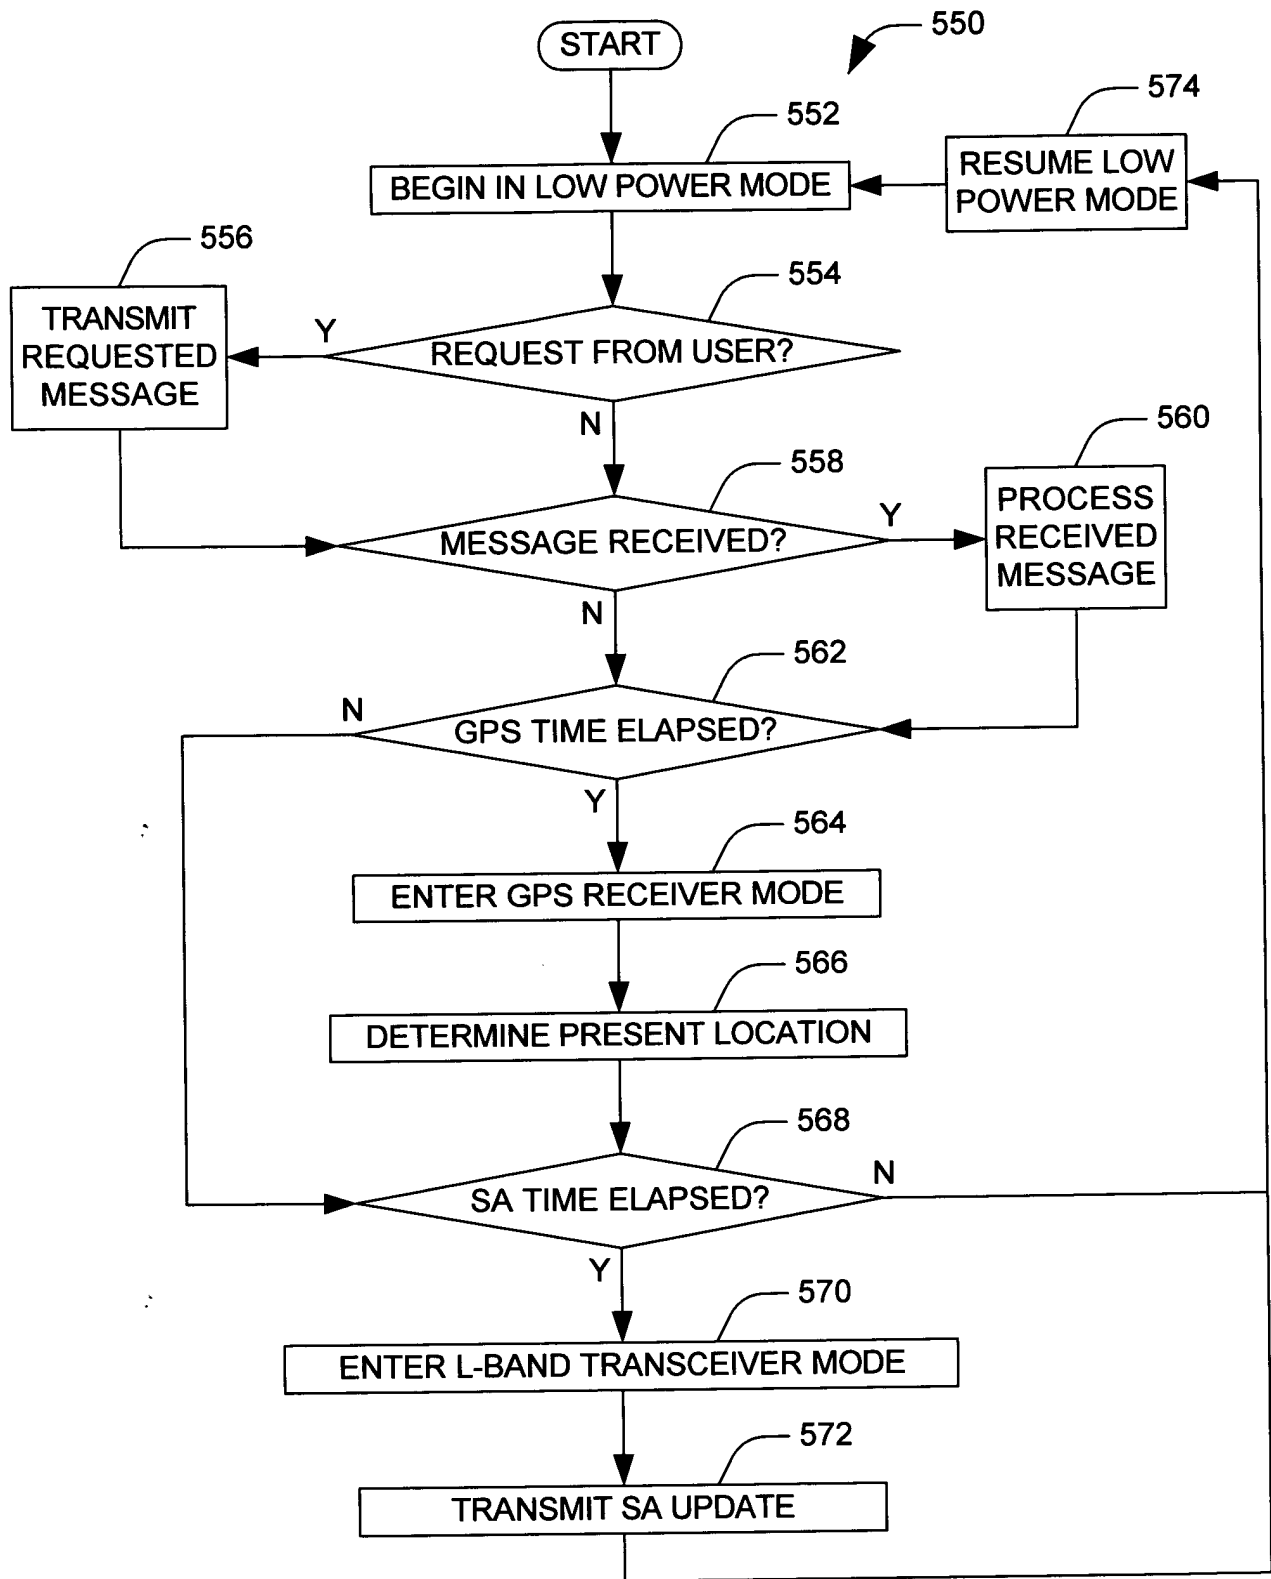 START
550
552
574
BEGIN IN LOW POWER MODE
RESUME LOW
POWER MODE
556
554
TRANSMIT
REQUESTED
MESSAGE
Y
REQUEST FROM USER?
N
560
558
PROCESS
RECEIVED
MESSAGE
MESSAGE RECEIVED?
Y
N
562
N
GPS TIME ELAPSED?
Y
564
ENTER GPS RECEIVER MODE
566
DETERMINE PRESENT LOCATION
568
SA TIME ELAPSED?
N
Y
570
ENTER L-BAND TRANSCEIVER MODE
572
TRANSMIT SA UPDATE